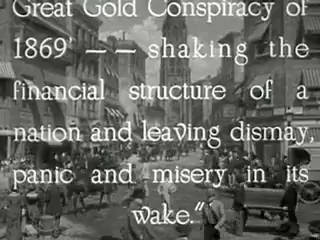 Great Gold Conspiracy of
1869 — — shaking the
financial structure of a
nation and leaving dismay,
panic and misery in its
wake."